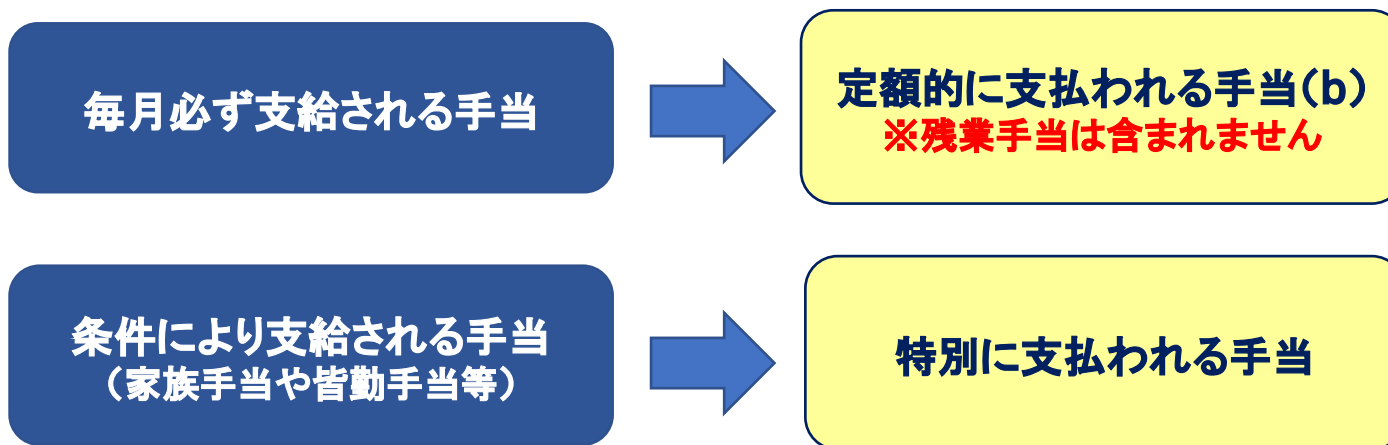 毎月必ず支給される手当
定額的に支払われる手当(b)
※残業手当は含まれません
条件により支給される手当
(家族手当や皆勤手当等)
特別に支払われる手当